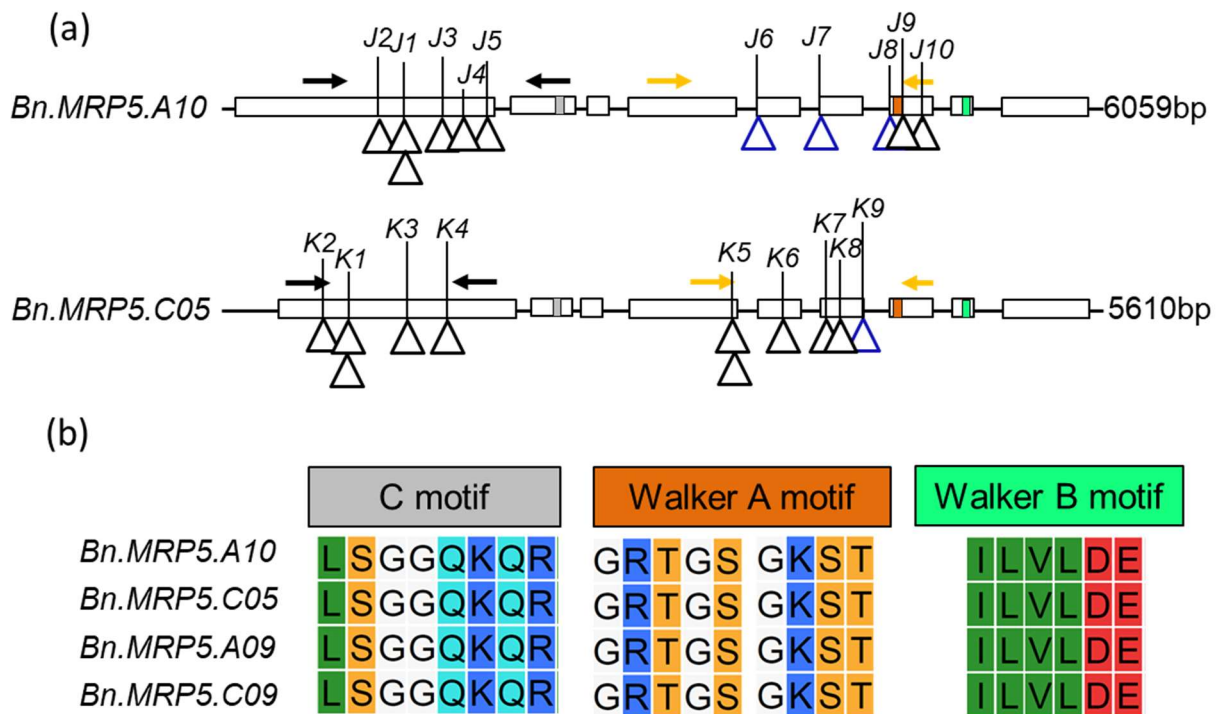 (a)
J2 J1 J3 J4 J5 J6 J7 J8 J9 J10
Bn.MRP5.A10 6059bp
K2 K1 K3 K4 K5 K6 K7 K8 K9
Bn.MRP5.C05 5610bp
(b)
C motif Walker A motif Walker B motif
Bn.MRP5.A10 LSGGQKQR GRTGS GKST ILVLDE
Bn.MRP5.C05 LSGGQKQR GRTGS GKST ILVLDE
Bn.MRP5.A09 LSGGQKQR GRTGS GKST ILVLDE
Bn.MRP5.C09 LSGGQKQR GRTGS GKST ILVLDE